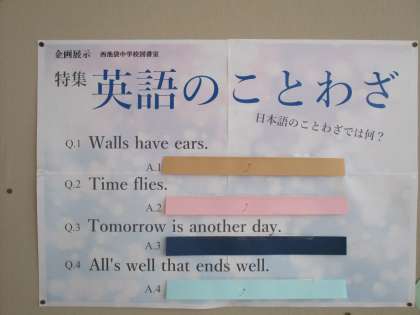 企画展示 西池袋中学校図書室
特集 英語のことわざ
日本語のことわざでは何？
Q.1 Walls have ears.
A.1
Q.2 Time flies.
A.2
Q.3 Tomorrow is another day.
A.3
Q.4 All's well that ends well.
A.4